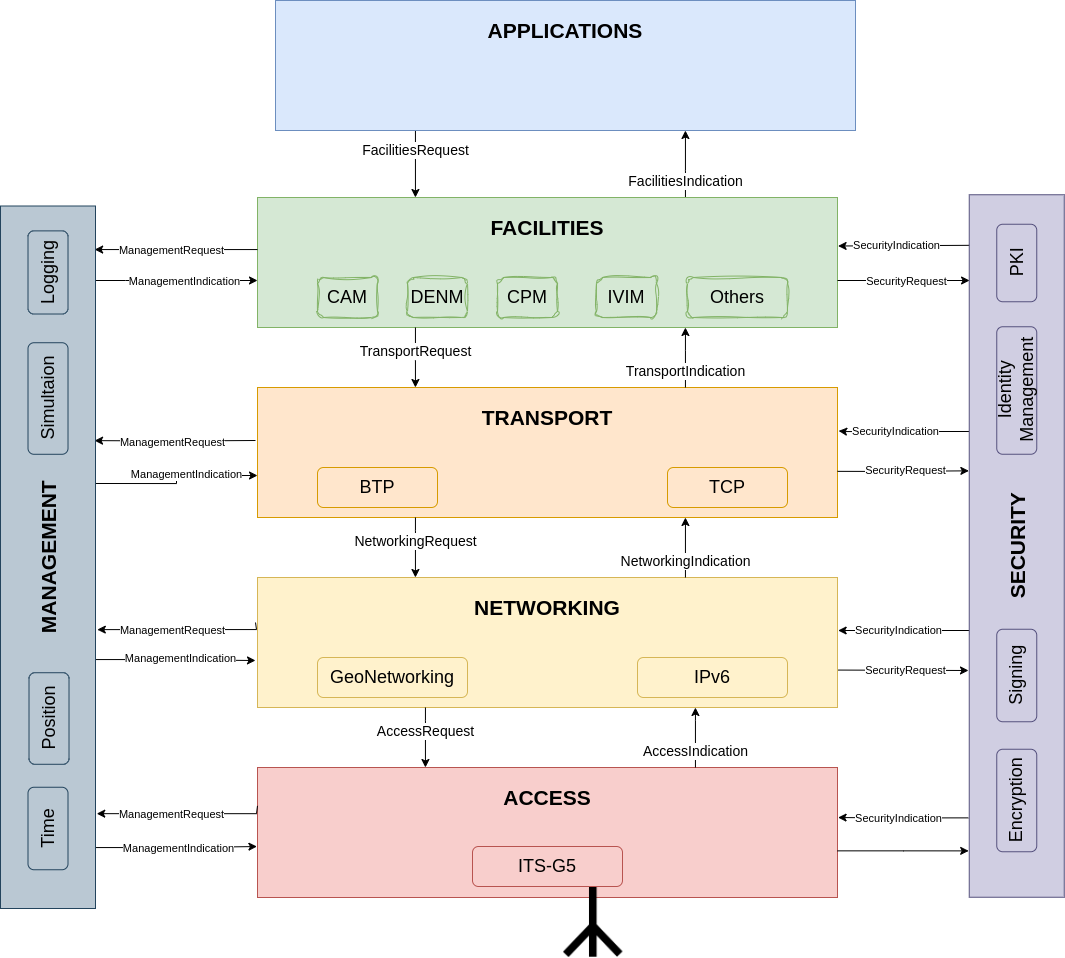 APPLICATIONS
FacilitiesRequest
FacilitiesIndication
FACILITIES
CAM
DENM
CPM
IVIM
Others
ManagementRequest
ManagementIndication
SecurityIndication
SecurityRequest
TransportRequest
TransportIndication
TRANSPORT
BTP
TCP
ManagementRequest
ManagementIndication
SecurityIndication
SecurityRequest
NetworkingRequest
NetworkingIndication
NETWORKING
GeoNetworking
IPv6
ManagementRequest
ManagementIndication
SecurityIndication
SecurityRequest
AccessRequest
AccessIndication
ACCESS
ITS-G5
ManagementRequest
ManagementIndication
SecurityIndication
Logging
Simultaion
MANAGEMENT
Position
Time
PKI
Identity
Management
SECURITY
Signing
Encryption